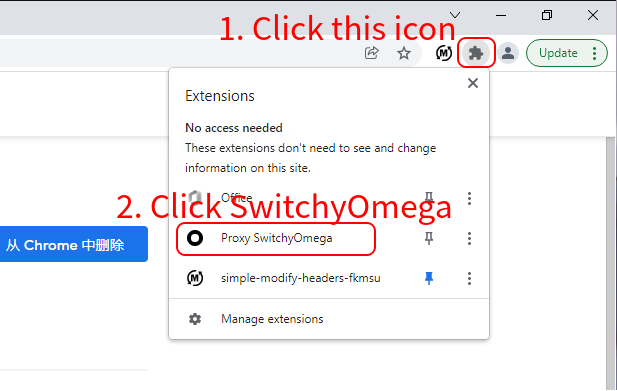 1. Click this icon
Update
Extensions
No access needed
These extensions don't need to see and change
information on this site.
Office
2. Click SwitchyOmega
Proxy SwitchyOmega
从 Chrome 中删除
simple-modify-headers-fkmsu
Manage extensions